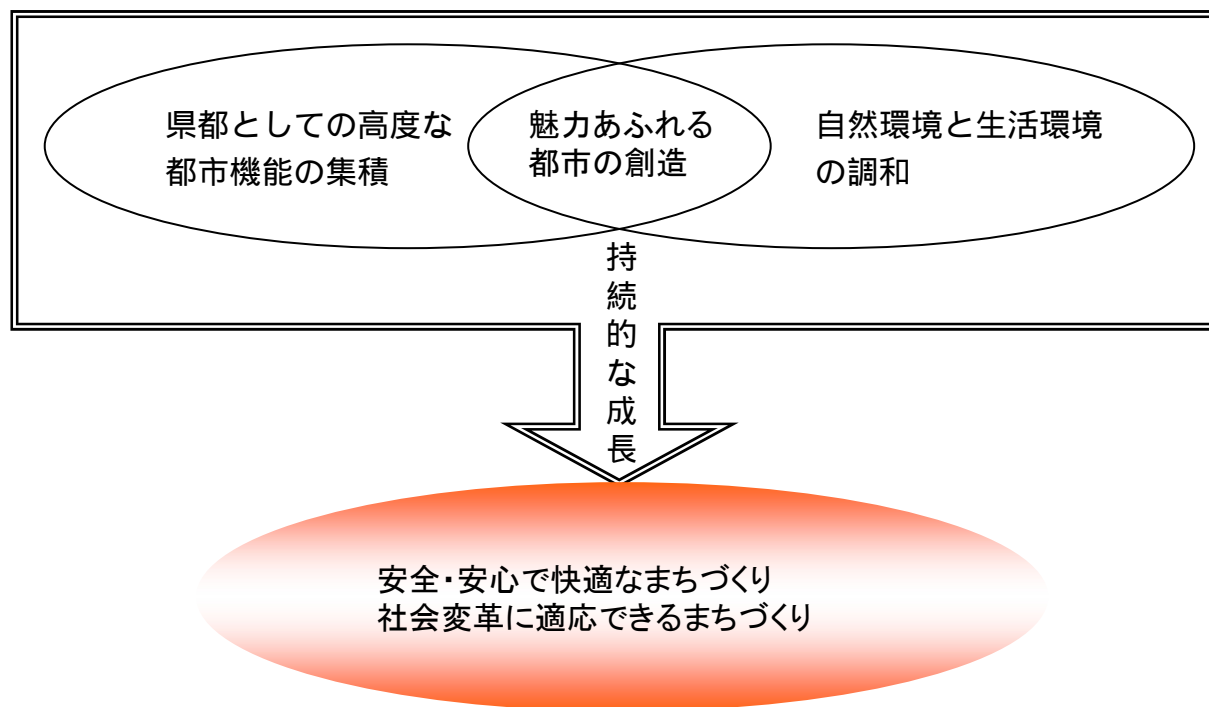 県都としての高度な
都市機能の集積
魅力あふれる
都市の創造
自然環境と生活環境
の調和
持続的な成長
安全・安心で快適なまちづくり
社会変革に適応できるまちづくり